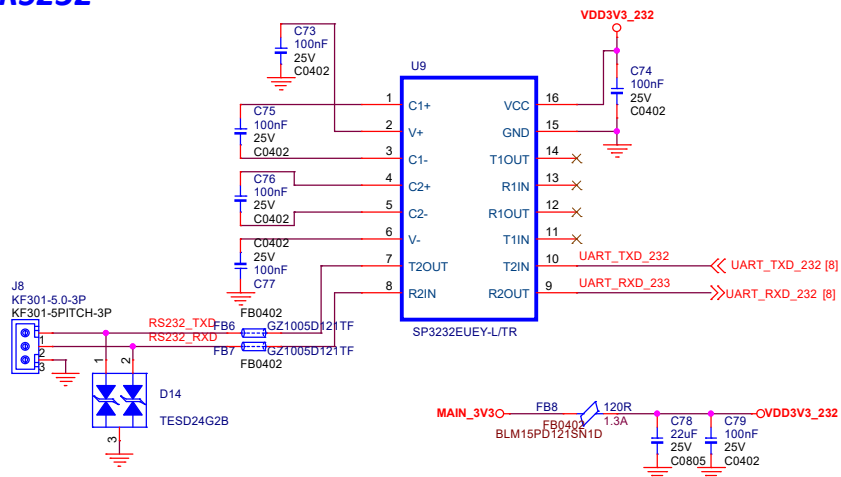 RS232
VDD3V3_232
C73
100nF
25V
C0402
U9
C74
100nF
25V
C0402
C75
100nF
25V
C0402
C76
100nF
25V
C0402
C0402
25V
100nF
C77
1 C1+ VCC 16
2 V+ GND 15
3 C1- T1OUT 14
4 C2+ R1IN 13
5 C2- R1OUT 12
6 V- T1IN 11
7 T2OUT T2IN 10
8 R2IN R2OUT 9
UART_TXD_232 UART_TXD_232 [8]
UART_RXD_233 UART_RXD_232 [8]
SP3232EUEY-L/TR
J8
KF301-5.0-3P
KF301-5PITCH-3P
1
2
3
FB0402
RS232_TXD FB6 GZ1005D121TF
RS232_RXD FB7 GZ1005D121TF
FB0402
1
2
3
D14
TESD24G2B
MAIN_3V3 FB8 120R VDD3V3_232
FB0402 1.3A
BLM15PD121SN1D
C78
22uF
25V
C0805
C79
100nF
25V
C0402